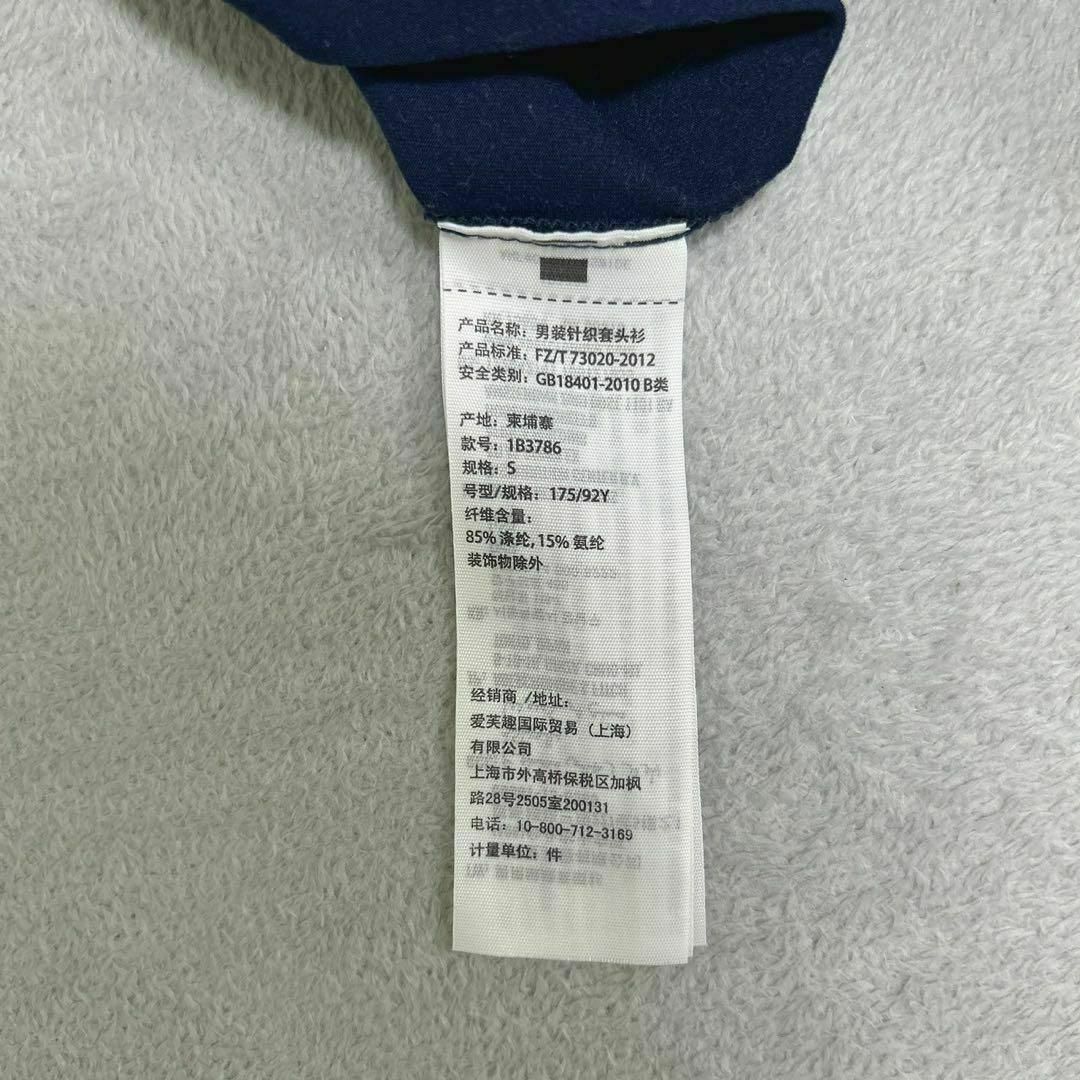 产品名称：男装针织套头衫
产品标准：FZ/T 73020-2012
安全类别：GB18401-2010 B类
产地：柬埔寨
款号：1B3786
规格：S
号型/规格：175/92Y
纤维含量：
85% 涤纶, 15% 氨纶
装饰物除外
经销商 /地址：
爱芙趣国际贸易（上海）
有限公司
上海市外高桥保税区加枫
路28号2505室200131
电话：10-800-712-3169
计量单位：件